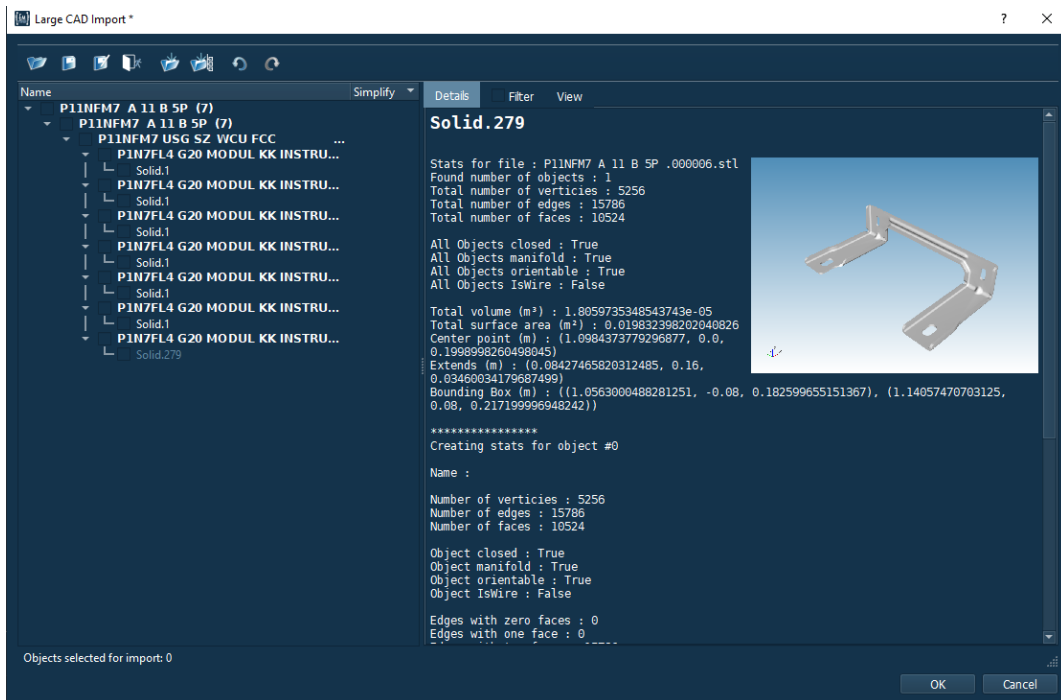 Large CAD Import *
Name Simplify
P11NFM7 A 11 B 5P (7)
P11NFM7 A 11 B 5P (7)
P11NFM7 USG SZ WCU FCC ...
P1N7FL4 G20 MODUL KK INSTRU...
Solid.1
P1N7FL4 G20 MODUL KK INSTRU...
Solid.1
P1N7FL4 G20 MODUL KK INSTRU...
Solid.1
P1N7FL4 G20 MODUL KK INSTRU...
Solid.1
P1N7FL4 G20 MODUL KK INSTRU...
Solid.1
P1N7FL4 G20 MODUL KK INSTRU...
Solid.1
P1N7FL4 G20 MODUL KK INSTRU...
Solid.279
Details Filter View
Solid.279
Stats for file : P11NFM7 A 11 B 5P .000006.stl
Found number of objects : 1
Total number of verticies : 5256
Total number of edges : 15786
Total number of faces : 10524
All Objects closed : True
All Objects manifold : True
All Objects orientable : True
All Objects IsWire : False
Total volume (m³) : 1.8059735348543743e-05
Total surface area (m²) : 0.019832398202040826
Center point (m) : (1.0984373779296877, 0.0,
0.1998998260498045)
Extends (m) : (0.08427465820312485, 0.16,
0.03460034179687499)
Bounding Box (m) : ((1.0563000488281251, -0.08, 0.182599655151367), (1.14057470703125,
0.08, 0.217199996948242))
****************
Creating stats for object #0
Name :
Number of verticies : 5256
Number of edges : 15786
Number of faces : 10524
Object closed : True
Object manifold : True
Object orientable : True
Object IsWire : False
Edges with zero faces : 0
Edges with one face : 0
Objects selected for import: 0
OK Cancel